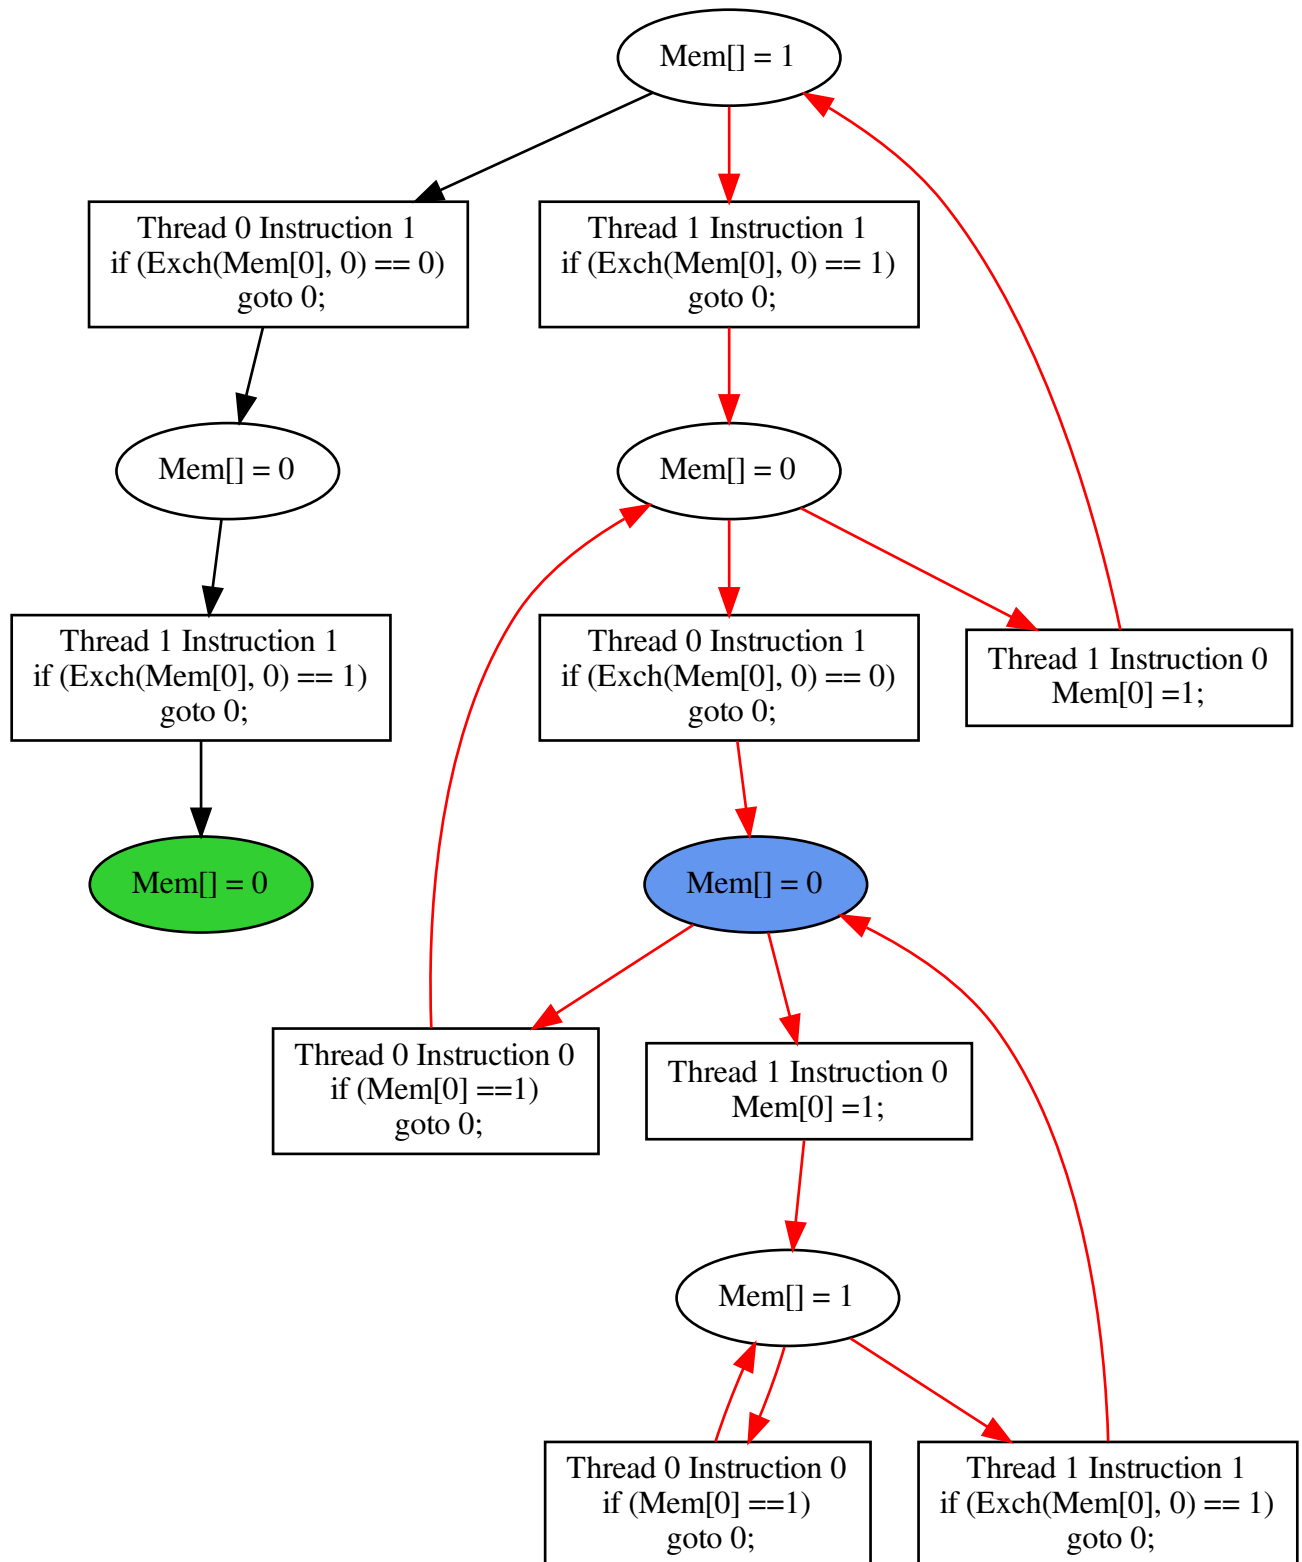 Mem[] = 1
Thread 0 Instruction 1
if (Exch(Mem[0], 0) == 0)
goto 0;
Thread 1 Instruction 1
if (Exch(Mem[0], 0) == 1)
goto 0;
Mem[] = 0
Mem[] = 0
Thread 1 Instruction 1
if (Exch(Mem[0], 0) == 1)
goto 0;
Thread 0 Instruction 1
if (Exch(Mem[0], 0) == 0)
goto 0;
Thread 1 Instruction 0
Mem[0] =1;
Mem[] = 0
Mem[] = 0
Thread 0 Instruction 0
if (Mem[0] ==1)
goto 0;
Thread 1 Instruction 0
Mem[0] =1;
Mem[] = 1
Thread 0 Instruction 0
if (Mem[0] ==1)
goto 0;
Thread 1 Instruction 1
if (Exch(Mem[0], 0) == 1)
goto 0;